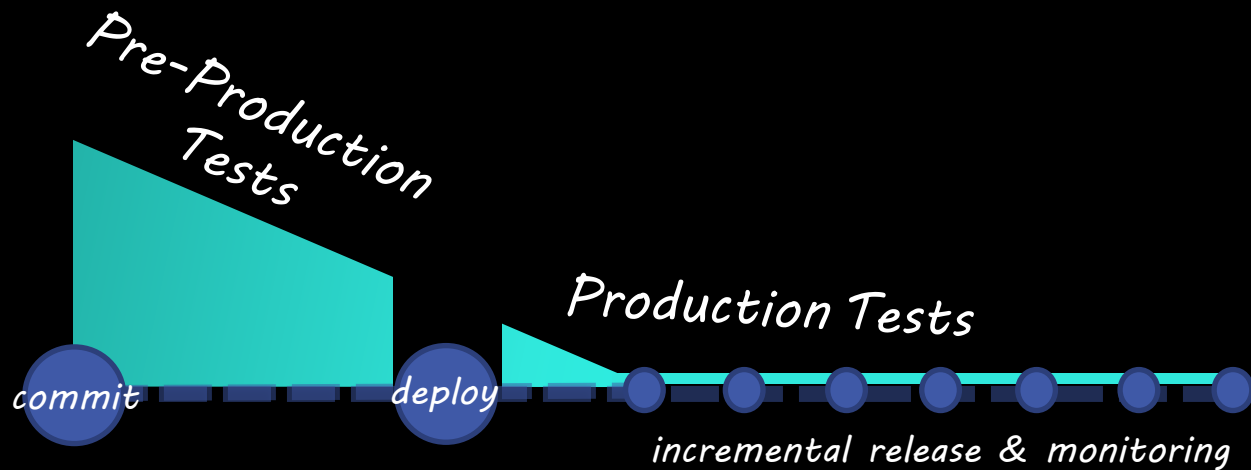 Pre-Production
Tests
Production Tests
commit
deploy
incremental release & monitoring